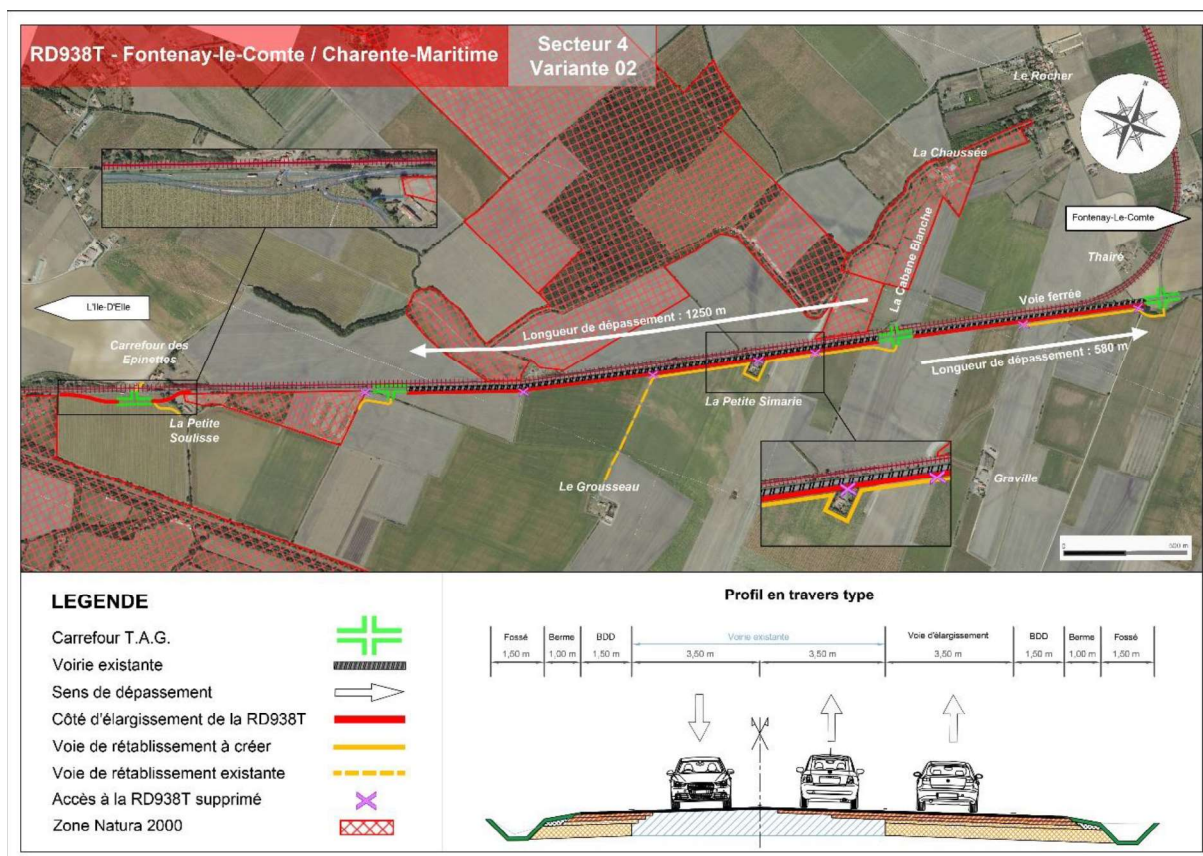 RD938T - Fontenay-le-Comte / Charente-Maritime
Secteur 4
Variante 02
Le Rocher
N
La Chaussée
Fontenay-Le-Comte
La Cabane Blanche
Thairé
L'Ile-D'Elle
Voie ferrée
Longueur de dépassement : 1250 m
Carrefour des
Epinettes
Longueur de dépassement : 580 m
La Petite Simarie
La Petite
Soulisse
Le Grousseau
Graville
0
500 m
LEGENDE
Carrefour T.A.G.
Voirie existante
Sens de dépassement
Côté d'élargissement de la RD938T
Voie de rétablissement à créer
Voie de rétablissement existante
Accès à la RD938T supprimé
Zone Natura 2000
Profil en travers type
Fossé Berme BDD Voirie existante Voie d'élargissement BDD Berme Fossé
1,50 m 1,00 m 1,50 m 3,50 m 3,50 m 3,50 m 1,50 m 1,00 m 1,50 m